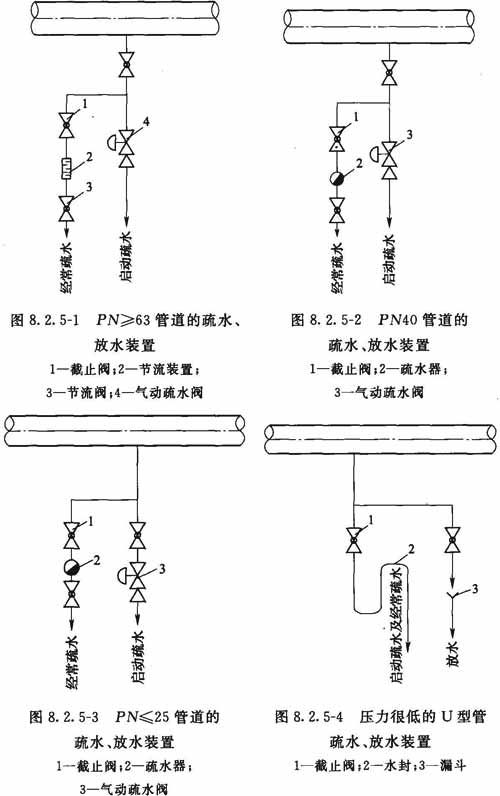 1
2
3
4
经常疏水
启动疏水
图 8.2.5-1 PN≥63 管道的疏水、
放水装置
1—截止阀;2—节流装置;
3—节流阀;4—气动疏水阀
1
2
3
经常疏水
启动疏水
图 8.2.5-2 PN40 管道的
疏水、放水装置
1—截止阀;2—疏水器;
3—气动疏水阀
1
2
3
经常疏水
启动疏水
图 8.2.5-3 PN≤25 管道的
疏水、放水装置
1—截止阀;2—疏水器;
3—气动疏水阀
1
2
3
启动疏水及经常疏水
放水
图 8.2.5-4 压力很低的 U 型管
疏水、放水装置
1—截止阀;2—水封;3—漏斗